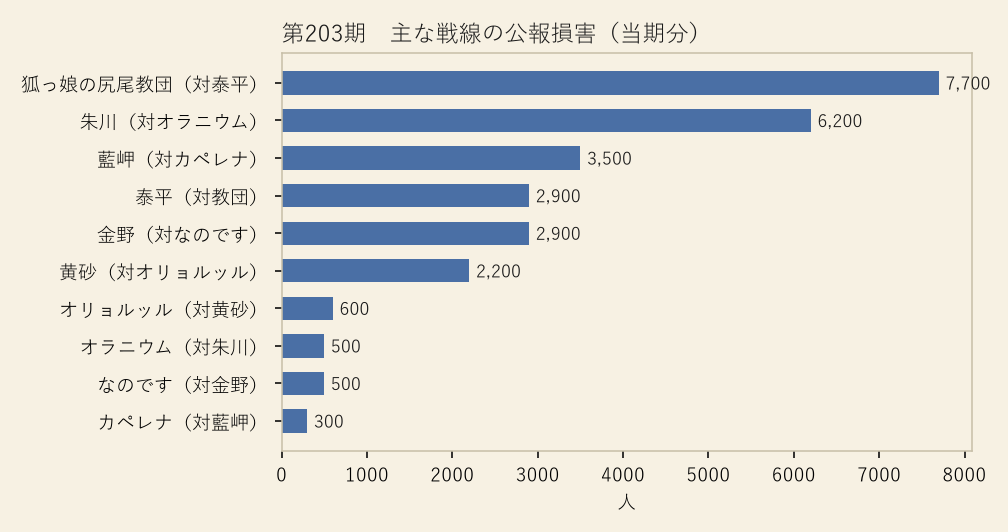 第203期　主な戦線の公報損害（当期分）
狐っ娘の尻尾教団（対泰平） 7,700
朱川（対オラニウム） 6,200
藍岬（対カペレナ） 3,500
泰平（対教団） 2,900
金野（対なのです） 2,900
黄砂（対オリョルッル） 2,200
オリョルッル（対黄砂） 600
オラニウム（対朱川） 500
なのです（対金野） 500
カペレナ（対藍岬） 300
0 1000 2000 3000 4000 5000 6000 7000 8000
人